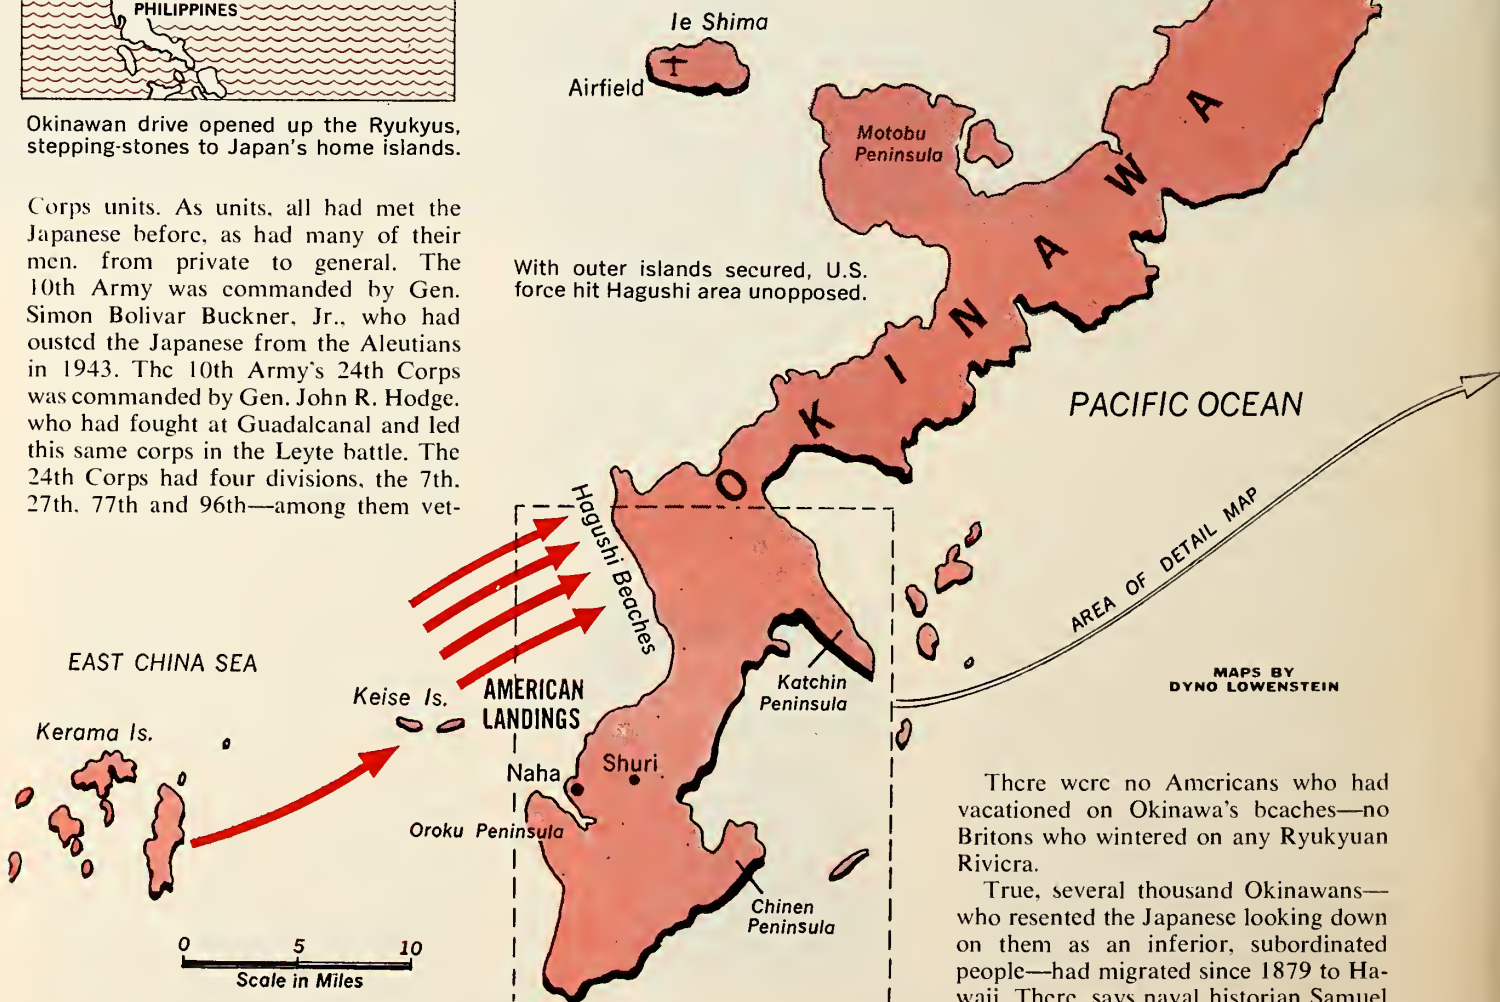 PHILIPPINES
Okinawan drive opened up the Ryukyus,
stepping-stones to Japan's home islands.
Corps units. As units, all had met the
Japanese before, as had many of their
men. from private to general. The
10th Army was commanded by Gen.
Simon Bolivar Buckner, Jr., who had
ousted the Japanese from the Aleutians
in 1943. The 10th Army's 24th Corps
was commanded by Gen. John R. Hodge.
who had fought at Guadalcanal and led
this same corps in the Leyte battle. The
24th Corps had four divisions, the 7th.
27th, 77th and 96th—among them vet-
Ie Shima
Airfield
Motobu
Peninsula
With outer islands secured, U.S.
force hit Hagushi area unopposed.
OKINAWA
PACIFIC OCEAN
Hagushi Beaches
AREA OF DETAIL MAP
EAST CHINA SEA
Keise Is.
AMERICAN
LANDINGS
Kerama Is.
Katchin
Peninsula
MAPS BY
DYNO LOWENSTEIN
Naha
Shuri
Oroku Peninsula
Chinen
Peninsula
0 5 10
Scale in Miles
There were no Americans who had
vacationed on Okinawa's beaches—no
Britons who wintered on any Ryukyuan
Riviera.
True, several thousand Okinawans—
who resented the Japanese looking down
on them as an inferior, subordinated
people—had migrated since 1879 to Ha-
waii. There, says naval historian Samuel